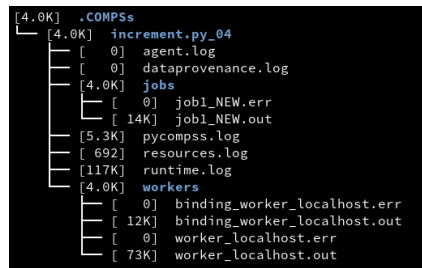 [4.0K]  .COMPSs
└── [4.0K]  increment.py_04
    ├── [   0]  agent.log
    ├── [   0]  dataprovenance.log
    ├── [4.0K]  jobs
    │   ├── [   0]  job1_NEW.err
    │   └── [ 14K]  job1_NEW.out
    ├── [5.3K]  pycompss.log
    ├── [ 692]  resources.log
    ├── [117K]  runtime.log
    └── [4.0K]  workers
        ├── [   0]  binding_worker_localhost.err
        ├── [ 12K]  binding_worker_localhost.out
        ├── [   0]  worker_localhost.err
        └── [ 73K]  worker_localhost.out